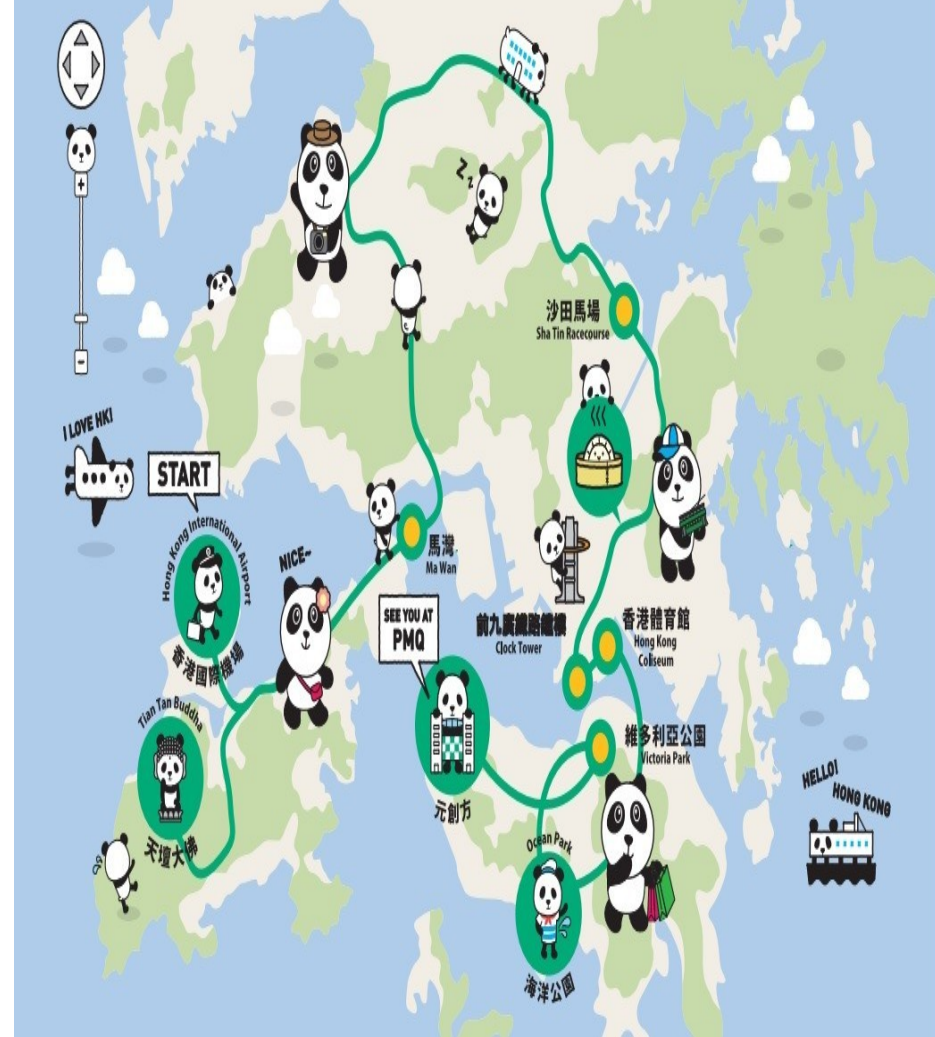 沙田馬場
Sha Tin Racecourse
Z z
I LOVE HK!
START
Hong Kong International Airport
香港國際機場
NICE~
馬灣
Ma Wan
SEE YOU AT
PMQ
前九廣鐵路鐘樓
Clock Tower
香港體育館
Hong Kong
Coliseum
Tian Tan Buddha
天壇大佛
維多利亞公園
Victoria Park
元創方
Ocean Park
海洋公園
HELLO!
HONG KONG
+
-